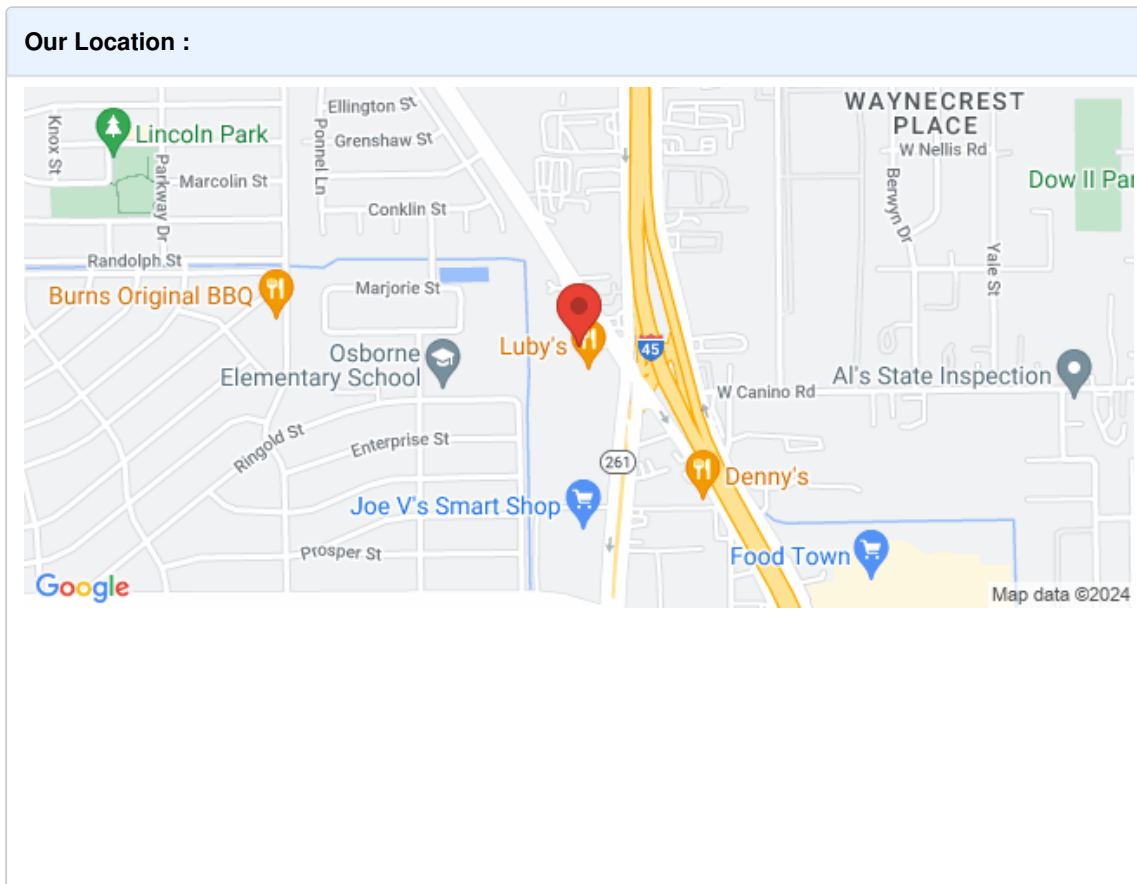 Our Location :
Ellington St
WAYNECREST
PLACE
Knox St
Lincoln Park
Ponnel Ln
Grenshaw St
W Nellis Rd
Parkway Dr
Marcolin St
Berwyn Dr
Dow II Par
Conklin St
Randolph St
Yale St
Burns Original BBQ
Marjorie St
Luby's
45
Osborne
Elementary School
Al's State Inspection
W Canino Rd
Ringold St
Enterprise St
261
Denny's
Joe V's Smart Shop
Prosper St
Food Town
Google
Map data ©2024